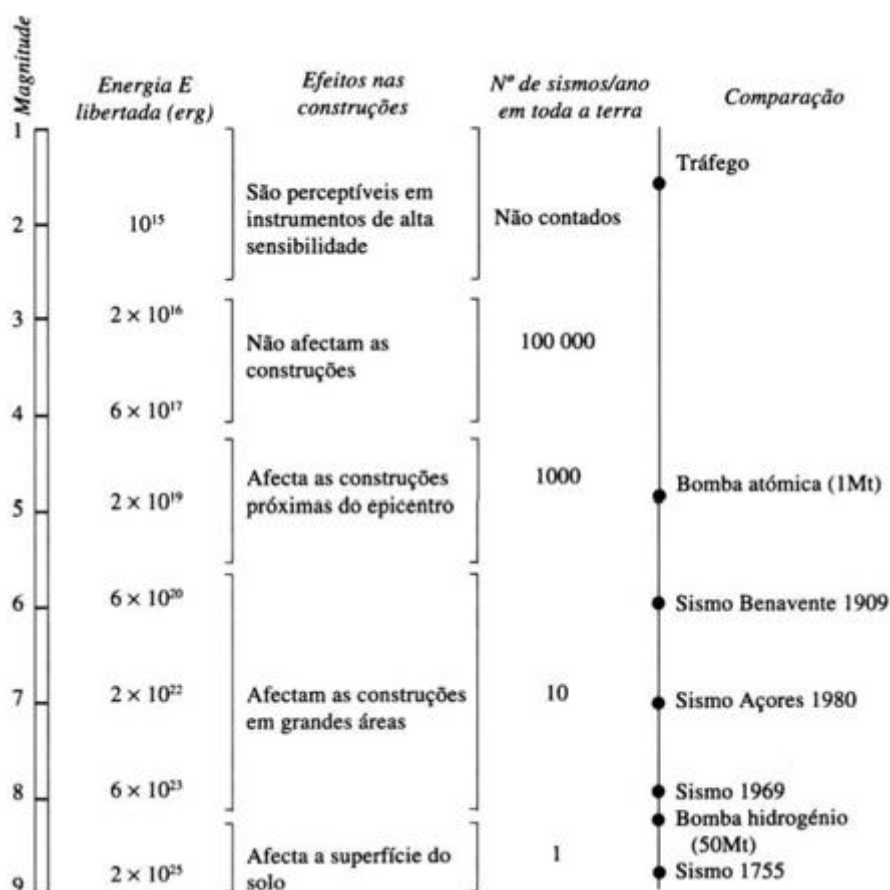 Magnitude
Energia E
libertada (erg)
Efeitos nas
construções
Nº de sismos/ano
em toda a terra
Comparação
1
Tráfego
2
10¹⁵
São perceptíveis em
instrumentos de alta
sensibilidade
Não contados
3
2 × 10¹⁶
Não afectam as
construções
100 000
4
6 × 10¹⁷
5
2 × 10¹⁹
Afecta as construções
próximas do epicentro
1000
Bomba atómica (1Mt)
6
6 × 10²⁰
Sismo Benavente 1909
7
2 × 10²²
Afectam as construções
em grandes áreas
10
Sismo Açores 1980
8
6 × 10²³
Sismo 1969
Bomba hidrogénio
(50Mt)
9
2 × 10²⁵
Afecta a superfície do
solo
1
Sismo 1755